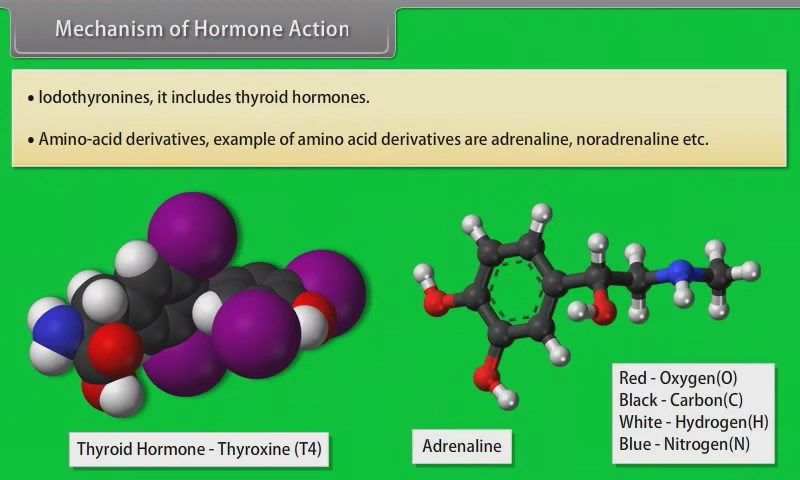 Mechanism of Hormone Action
• Iodothyronines, it includes thyroid hormones.
• Amino-acid derivatives, example of amino acid derivatives are adrenaline, noradrenaline etc.
Thyroid Hormone - Thyroxine (T4)
Adrenaline
Red - Oxygen(O)
Black - Carbon(C)
White - Hydrogen(H)
Blue - Nitrogen(N)